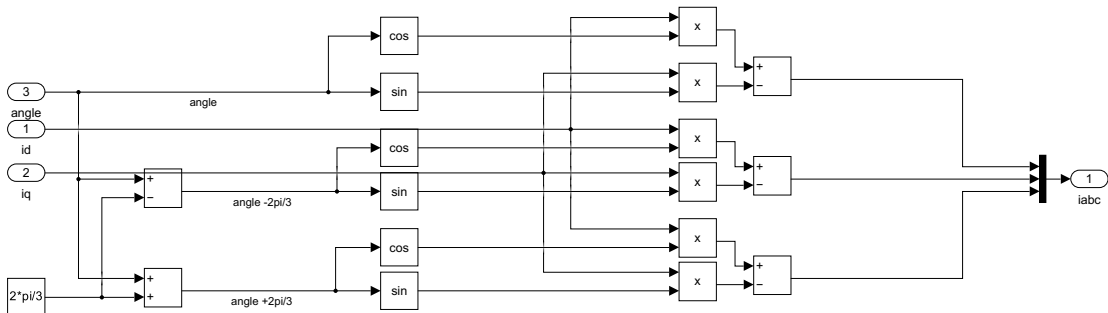 x
cos
+
−
3
sin
x
angle
angle
1
x
id
cos
+
2
x
1
+
−
iq
−
sin
iabc
angle -2pi/3
x
cos
+
+
x
−
2*pi/3
+
sin
angle +2pi/3